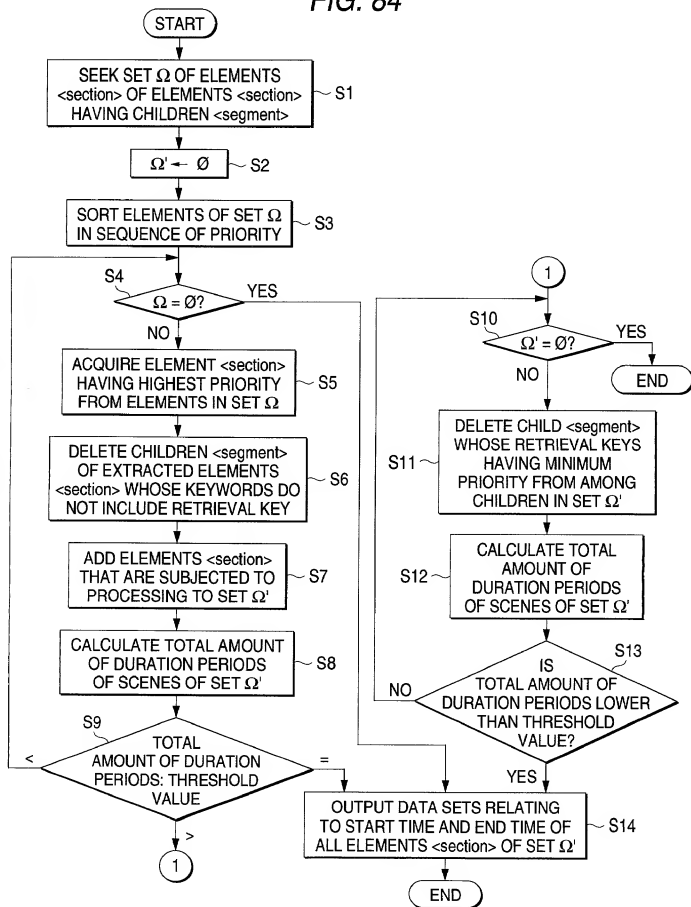 FIG. 84
START
SEEK SET Ω OF ELEMENTS
<section> OF ELEMENTS <section>
HAVING CHILDREN <segment>
S1
Ω' ← Ø
S2
SORT ELEMENTS OF SET Ω
IN SEQUENCE OF PRIORITY
S3
S4
Ω = Ø?
YES
NO
ACQUIRE ELEMENT <section>
HAVING HIGHEST PRIORITY
FROM ELEMENTS IN SET Ω
S5
DELETE CHILDREN <segment>
OF EXTRACTED ELEMENTS
<section> WHOSE KEYWORDS DO
NOT INCLUDE RETRIEVAL KEY
S6
ADD ELEMENTS <section>
THAT ARE SUBJECTED TO
PROCESSING TO SET Ω'
S7
CALCULATE TOTAL AMOUNT
OF DURATION PERIODS
OF SCENES OF SET Ω'
S8
S9
TOTAL
AMOUNT OF DURATION
PERIODS: THRESHOLD
VALUE
<
=
>
1
1
S10
Ω' = Ø?
YES
END
NO
DELETE CHILD <segment>
WHOSE RETRIEVAL KEYS
HAVING MINIMUM
PRIORITY FROM AMONG
CHILDREN IN SET Ω'
S11
CALCULATE TOTAL
AMOUNT OF
DURATION PERIODS
OF SCENES OF SET Ω'
S12
S13
IS
TOTAL AMOUNT OF
DURATION PERIODS LOWER
THAN THRESHOLD
VALUE?
NO
YES
OUTPUT DATA SETS RELATING
TO START TIME AND END TIME OF
ALL ELEMENTS <section> OF SET Ω'
S14
END